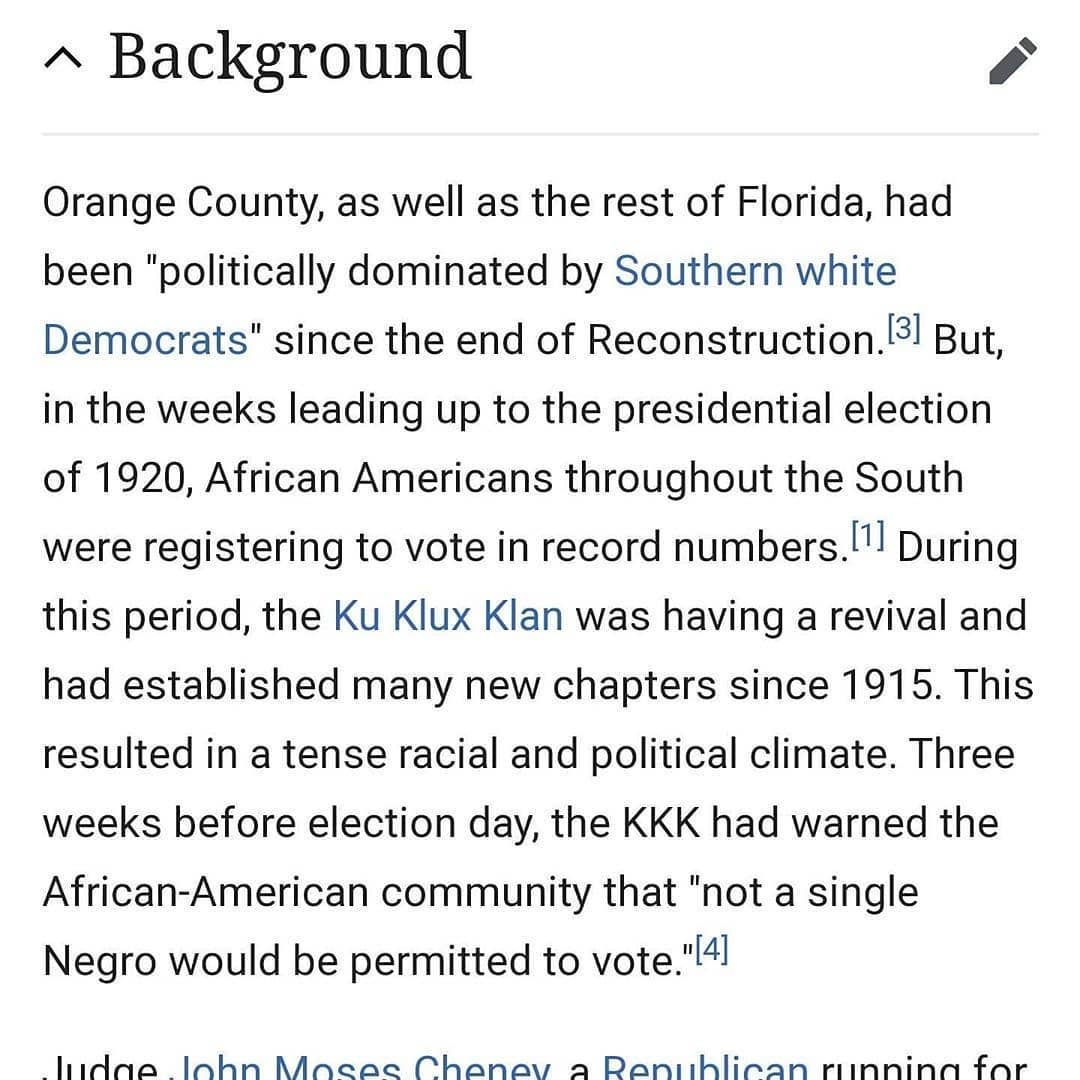 Background
Orange County, as well as the rest of Florida, had
been "politically dominated by Southern white
Democrats" since the end of Reconstruction.[3] But,
in the weeks leading up to the presidential election
of 1920, African Americans throughout the South
were registering to vote in record numbers.[1] During
this period, the Ku Klux Klan was having a revival and
had established many new chapters since 1915. This
resulted in a tense racial and political climate. Three
weeks before election day, the KKK had warned the
African-American community that "not a single
Negro would be permitted to vote."[4]
Judge John Moses Cheney, a Republican running for